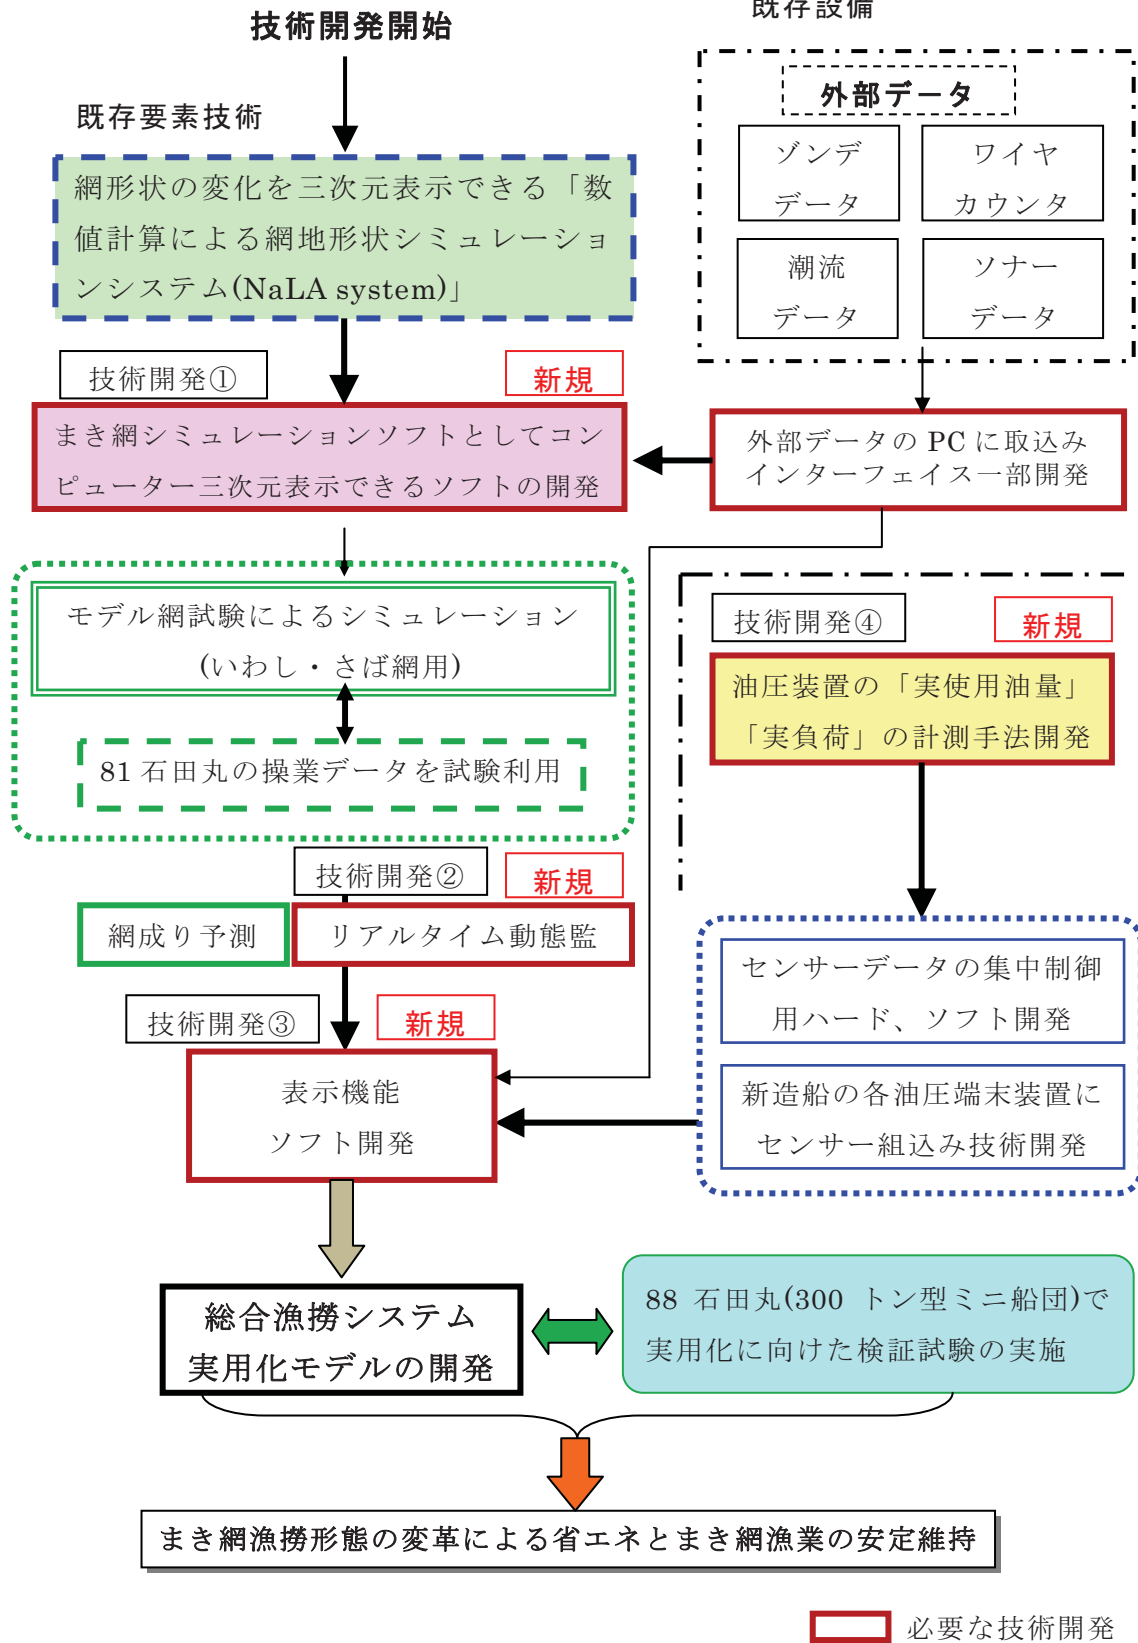 既存設備
技術開発開始
外部データ
既存要素技術
ゾンデ
データ
ワイヤ
カウンタ
網形状の変化を三次元表示できる「数
値計算による網地形状シミュレーショ
ンシステム(NaLA system)」
潮流
データ
ソナー
データ
技術開発①
新規
まき網シミュレーションソフトとしてコン
ピューター三次元表示できるソフトの開発
外部データの PC に取込み
インターフェイス一部開発
モデル網試験によるシミュレーション
(いわし・さば網用)
81 石田丸の操業データを試験利用
技術開発④
新規
油圧装置の「実使用油量」
「実負荷」の計測手法開発
技術開発②
新規
網成り予測
リアルタイム動態監
センサーデータの集中制御
用ハード、ソフト開発
技術開発③
新規
表示機能
ソフト開発
新造船の各油圧端末装置に
センサー組込み技術開発
総合漁撈システム
実用化モデルの開発
88 石田丸(300 トン型ミニ船団)で
実用化に向けた検証試験の実施
まき網漁撈形態の変革による省エネとまき網漁業の安定維持
必要な技術開発